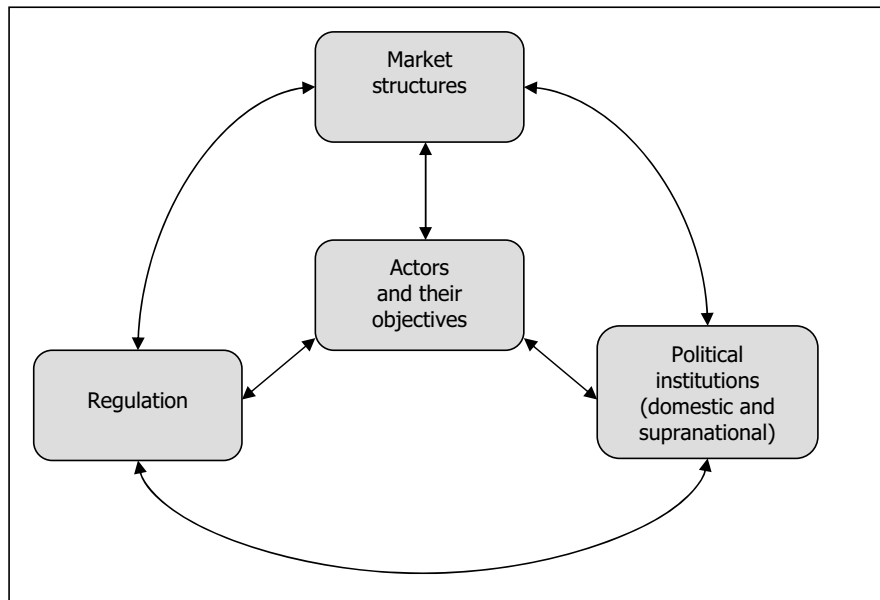 Market
structures
Actors
and their
objectives
Regulation
Political
institutions
(domestic and
supranational)